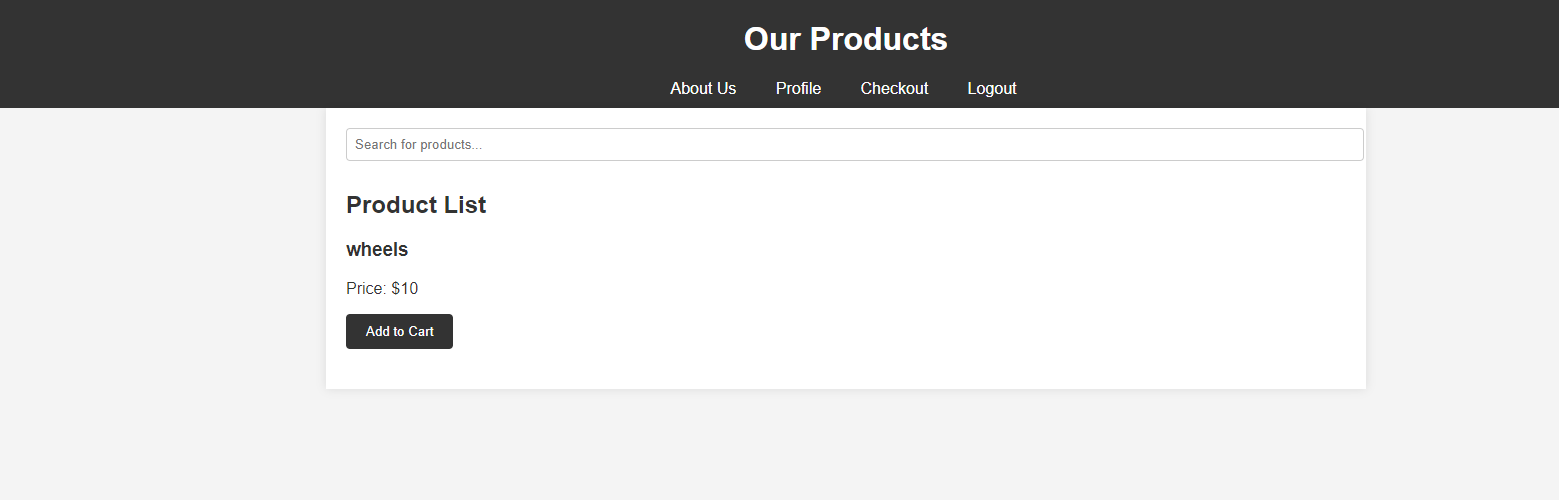 Our Products
About Us Profile Checkout Logout
Search for products...
Product List
wheels
Price: $10
Add to Cart